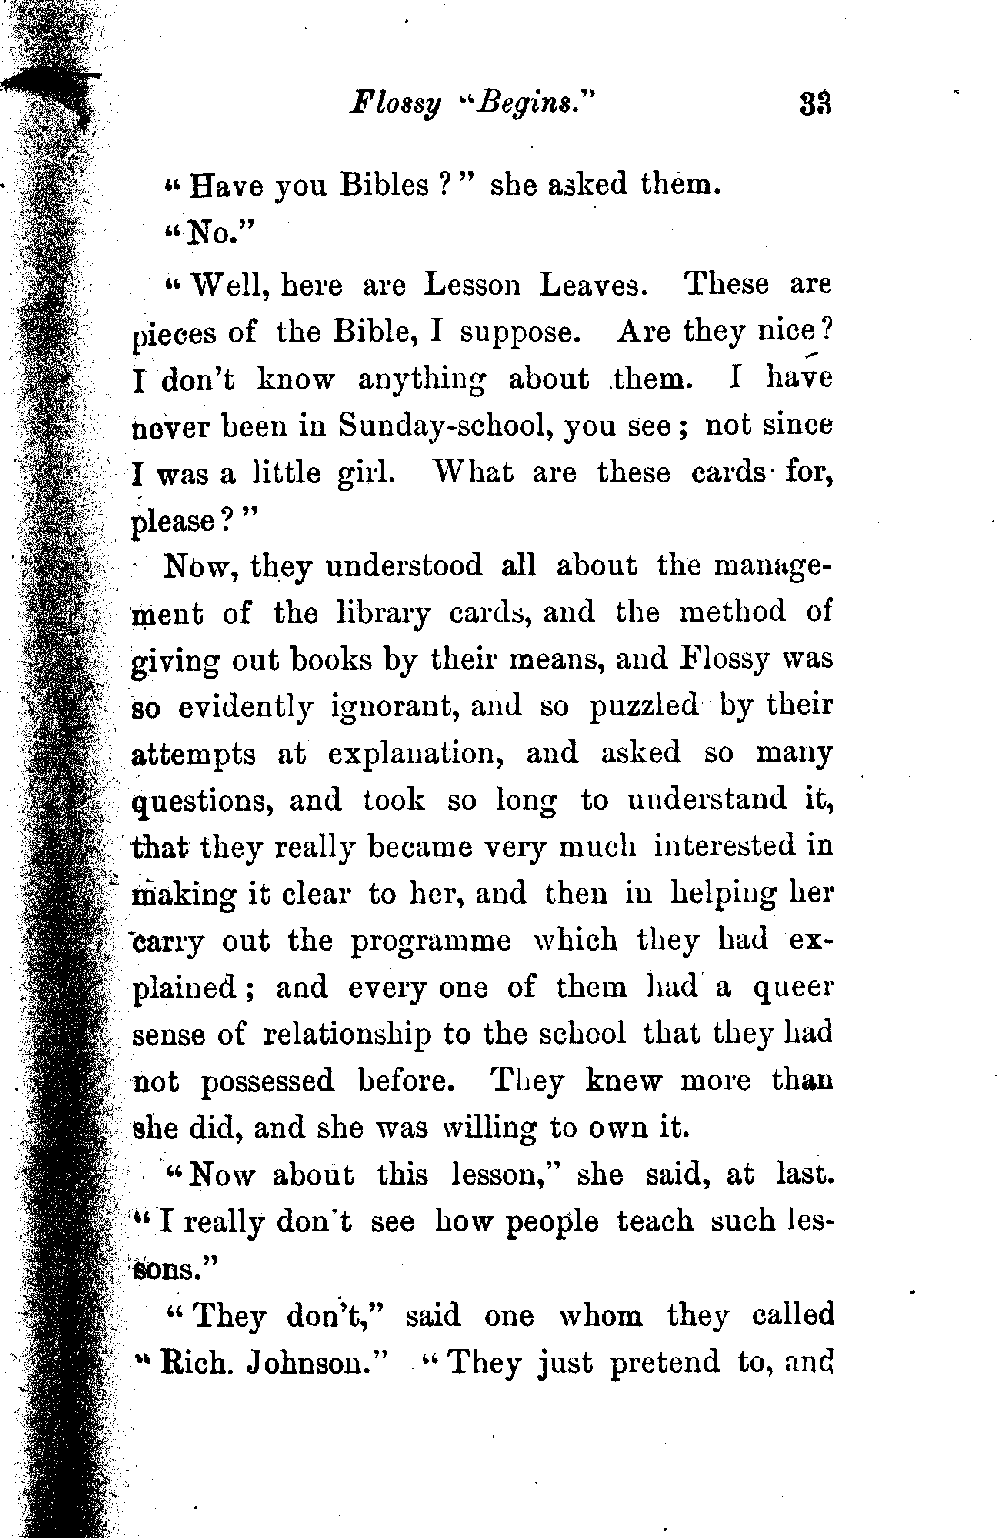 Flossy "Begins." 33
"Have you Bibles?" she asked them.
"No."
"Well, here are Lesson Leaves. These are
pieces of the Bible, I suppose. Are they nice?
I don't know anything about them. I have
never been in Sunday-school, you see; not since
I was a little girl. What are these cards for,
please?"
Now, they understood all about the manage-
ment of the library cards, and the method of
giving out books by their means, and Flossy was
so evidently ignorant, and so puzzled by their
attempts at explanation, and asked so many
questions, and took so long to understand it,
that they really became very much interested in
making it clear to her, and then in helping her
carry out the programme which they had ex-
plained; and every one of them had a queer
sense of relationship to the school that they had
not possessed before. They knew more than
she did, and she was willing to own it.
"Now about this lesson," she said, at last.
"I really don't see how people teach such les-
sons."
"They don't," said one whom they called
"Rich. Johnson." "They just pretend to, and